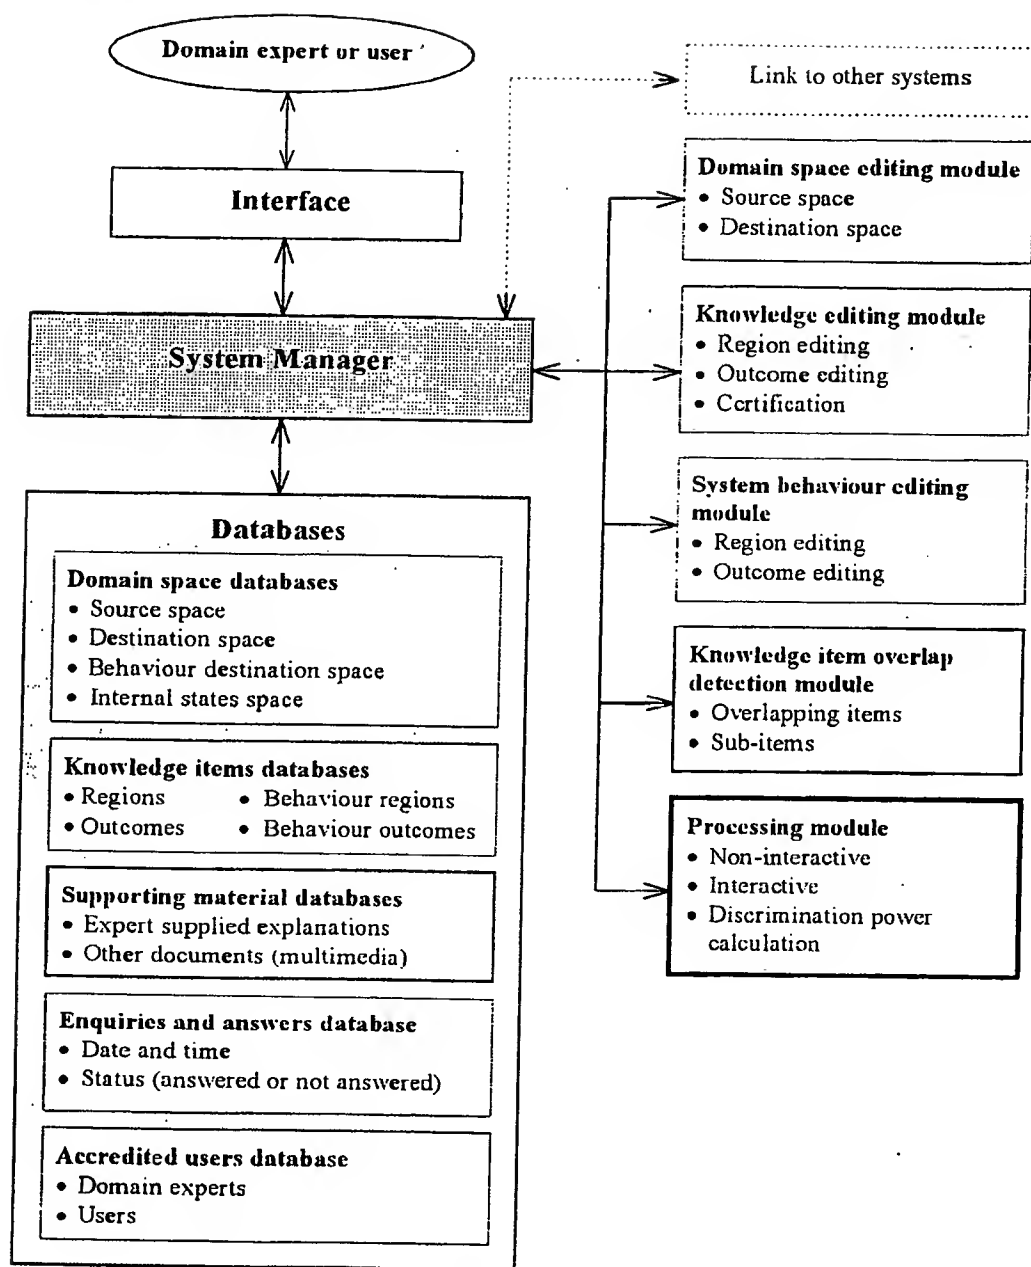 Domain expert or user
Interface
System Manager
Databases
Domain space databases
• Source space
• Destination space
• Behaviour destination space
• Internal states space
Knowledge items databases
• Regions • Behaviour regions
• Outcomes • Behaviour outcomes
Supporting material databases
• Expert supplied explanations
• Other documents (multimedia)
Enquiries and answers database
• Date and time
• Status (answered or not answered)
Accredited users database
• Domain experts
• Users
Link to other systems
Domain space editing module
• Source space
• Destination space
Knowledge editing module
• Region editing
• Outcome editing
• Certification
System behaviour editing
module
• Region editing
• Outcome editing
Knowledge item overlap
detection module
• Overlapping items
• Sub-items
Processing module
• Non-interactive
• Interactive
• Discrimination power
calculation